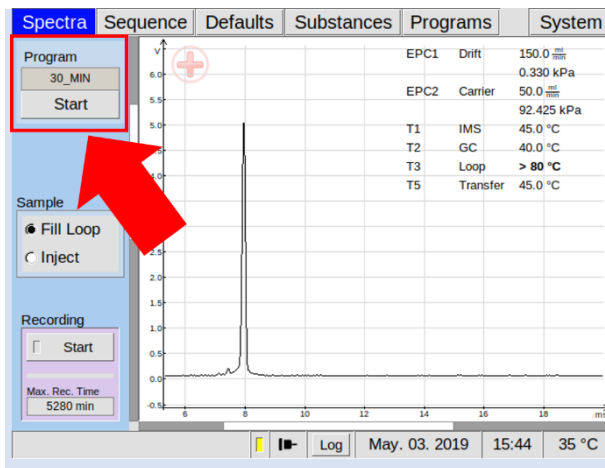 Spectra Sequence Defaults Substances Programs System
Program
30_MIN
Start
Sample
Fill Loop
Inject
Recording
Start
Max. Rec. Time
5280 min
V
6.0
5.5
5.0
2.5
2.0
1.5
1.0
0.5
0.0
-0.5
6 8 10 12 14 16 18 ms
EPC1 Drift 150.0 ml/min
0.330 kPa
EPC2 Carrier 50.0 ml/min
92.425 kPa
T1 IMS 45.0 °C
T2 GC 40.0 °C
T3 Loop > 80 °C
T5 Transfer 45.0 °C
Log May. 03. 2019 15:44 35 °C